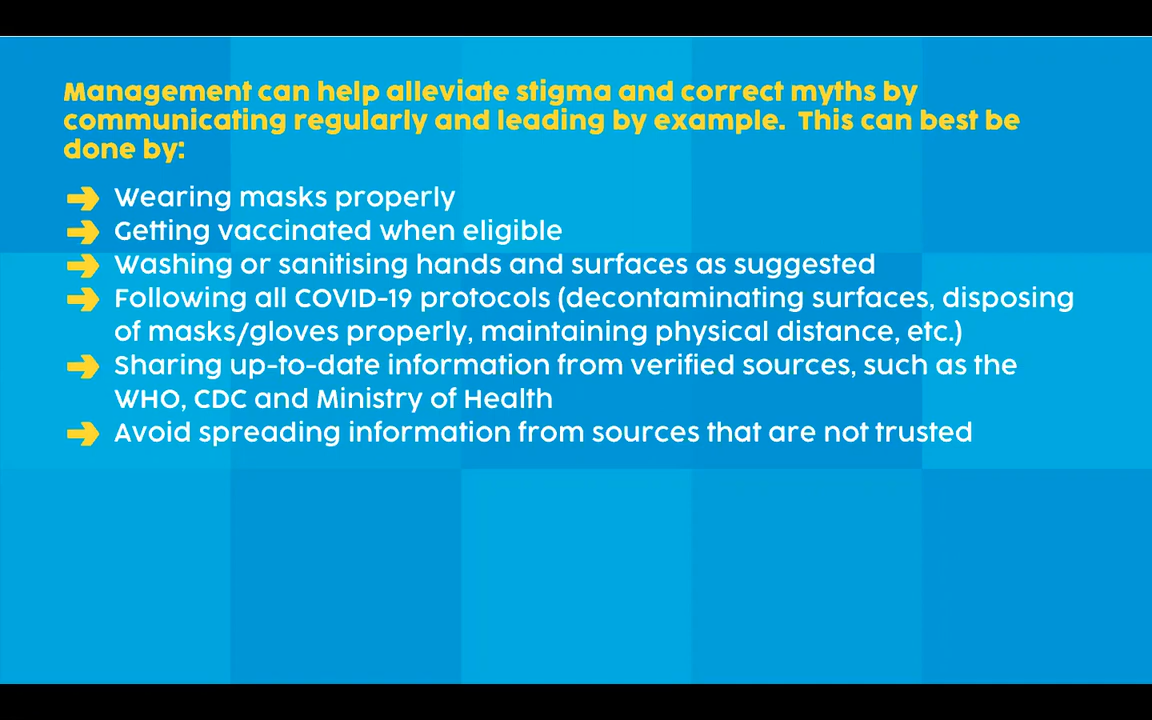 Management can help alleviate stigma and correct myths by
communicating regularly and leading by example.  This can best be
done by:
Wearing masks properly
Getting vaccinated when eligible
Washing or sanitising hands and surfaces as suggested
Following all COVID-19 protocols (decontaminating surfaces, disposing
of masks/gloves properly, maintaining physical distance, etc.)
Sharing up-to-date information from verified sources, such as the
WHO, CDC and Ministry of Health
Avoid spreading information from sources that are not trusted